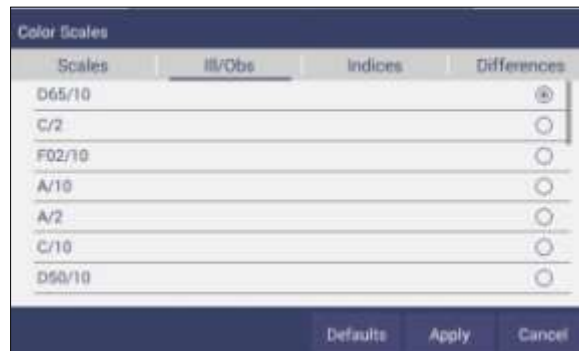 Color Scales
Scales Ill/Obs Indices Differences
D65/10
C/2
F02/10
A/10
A/2
C/10
D50/10
Defaults Apply Cancel